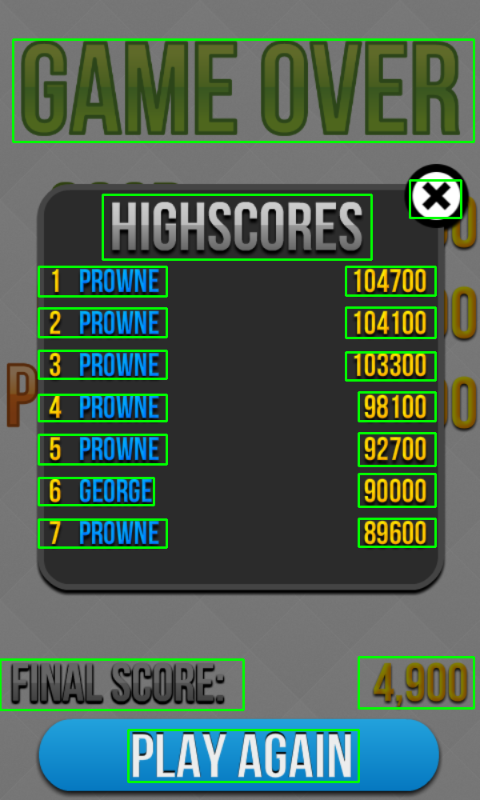 GAME OVER
HIGHSCORES
1 PROWNE 104700
2 PROWNE 104100
3 PROWNE 103300
4 PROWNE 98100
5 PROWNE 92700
6 GEORGE 90000
7 PROWNE 89600
FINAL SCORE: 4,900
PLAY AGAIN